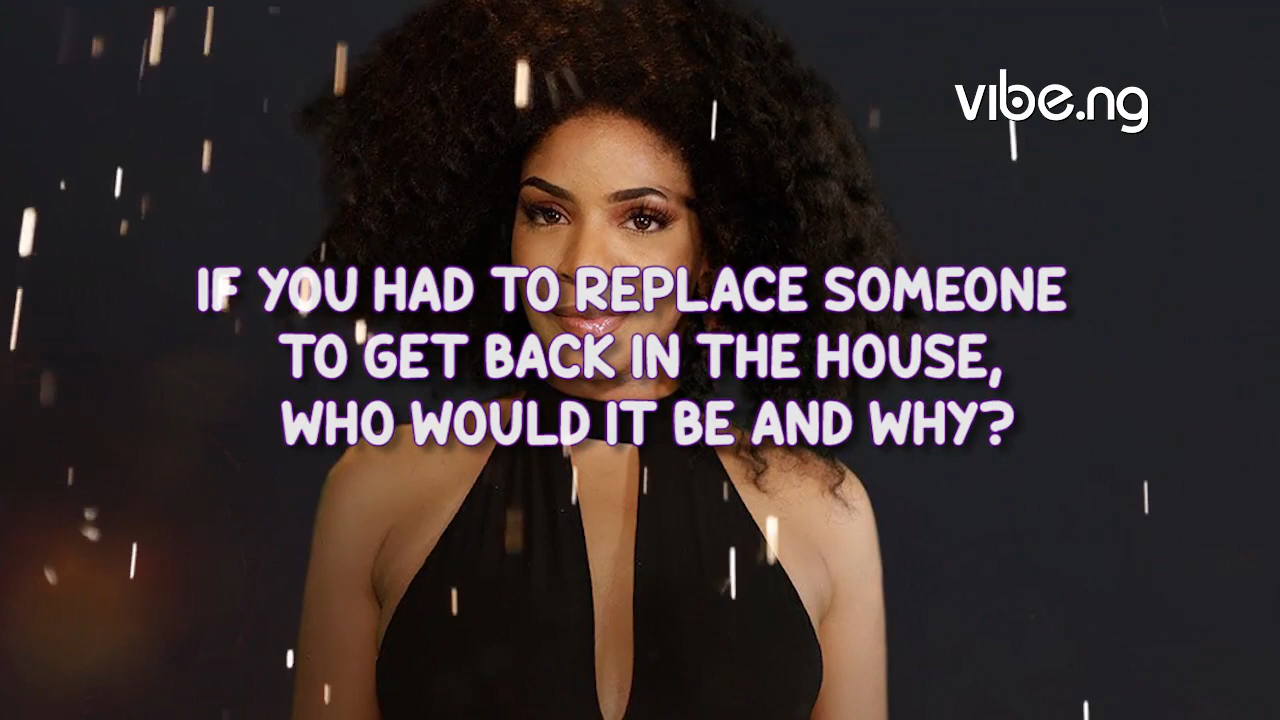 vibe.ng
IF YOU HAD TO REPLACE SOMEONE
TO GET BACK IN THE HOUSE,
WHO WOULD IT BE AND WHY?